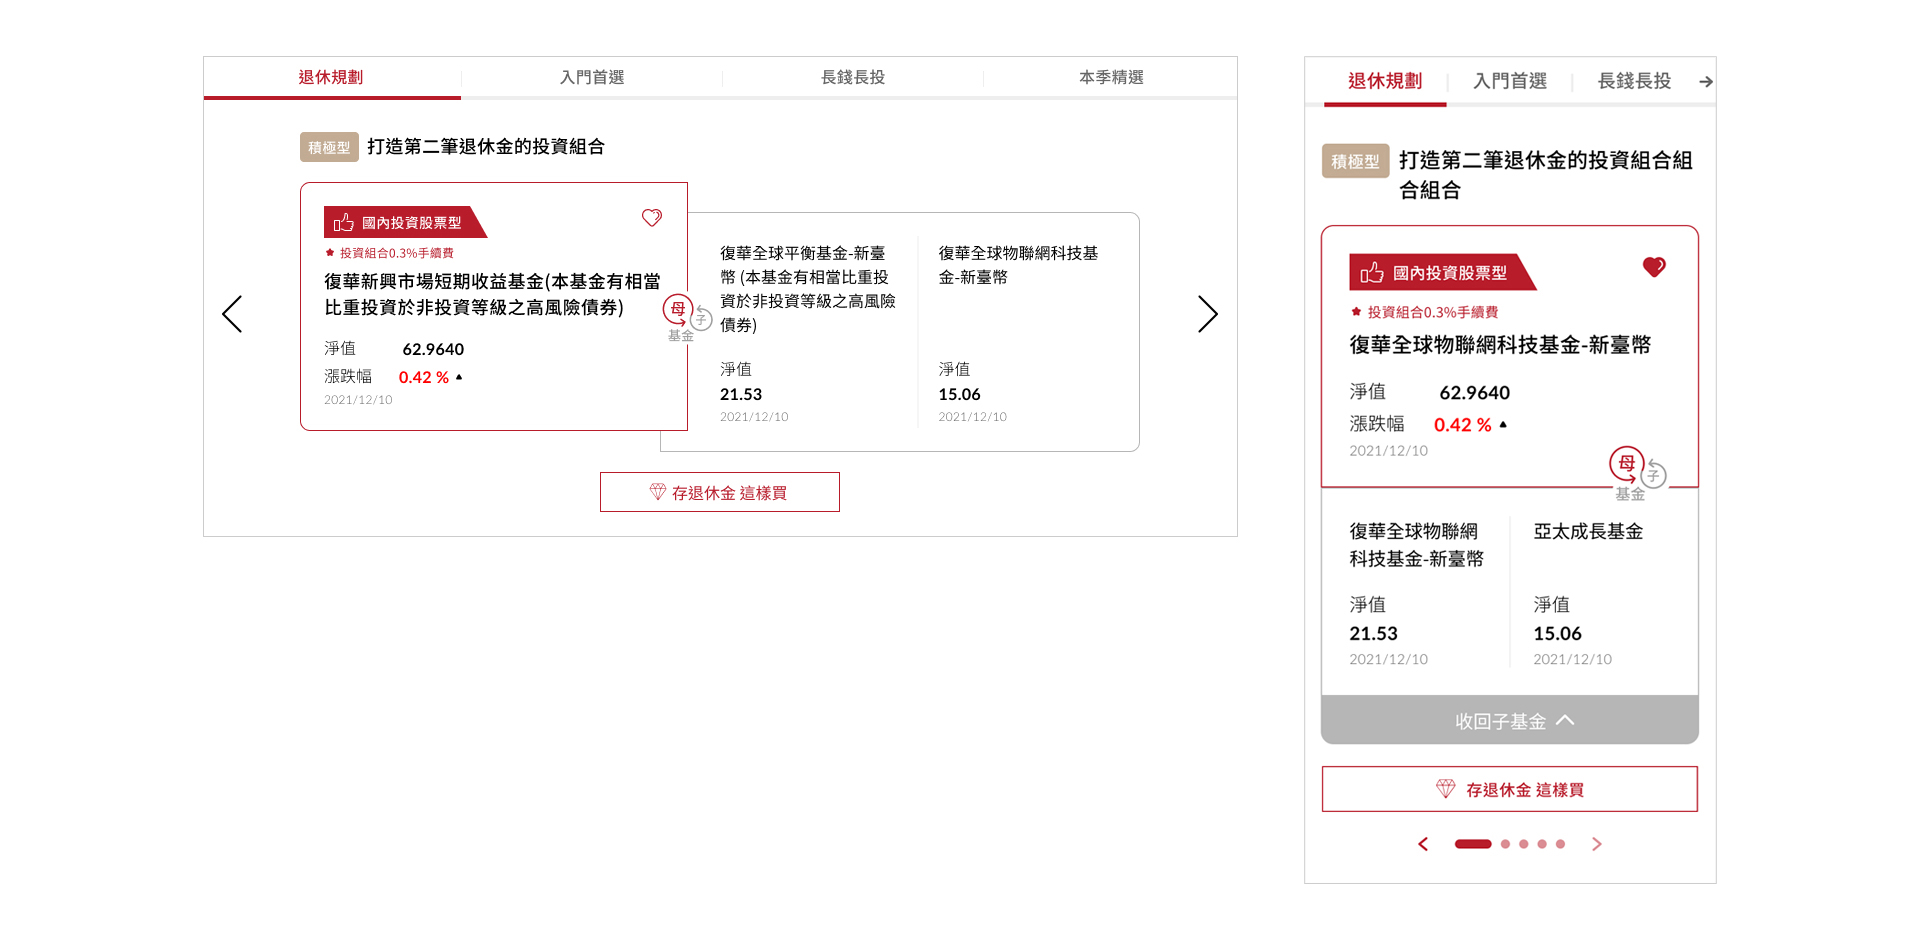 退休規劃
入門首選
長錢長投
本季精選
積極型 打造第二筆退休金的投資組合
國內投資股票型
投資組合0.3%手續費
復華新興市場短期收益基金(本基金有相當
比重投資於非投資等級之高風險債券)
淨值 62.9640
漲跌幅 0.42 %
2021/12/10
母 子
基金
復華全球平衡基金-新臺
幣 (本基金有相當比重投
資於非投資等級之高風險
債券)
淨值
21.53
2021/12/10
復華全球物聯網科技基
金-新臺幣
淨值
15.06
2021/12/10
存退休金 這樣買
退休規劃
入門首選
長錢長投
積極型 打造第二筆退休金的投資組合組
合組合
國內投資股票型
投資組合0.3%手續費
復華全球物聯網科技基金-新臺幣
淨值 62.9640
漲跌幅 0.42 %
2021/12/10
母 子
基金
復華全球物聯網
科技基金-新臺幣
淨值
21.53
2021/12/10
亞太成長基金
淨值
15.06
2021/12/10
收回子基金
存退休金 這樣買